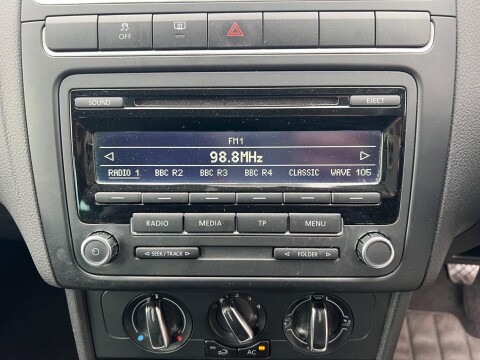 OFF
SOUND
EJECT
FM1
98.8MHz
RADIO 1 BBC R2 BBC R3 BBC R4 CLASSIC WAVE 105
RADIO MEDIA TP MENU
SEEK/TRACK FOLDER
AC